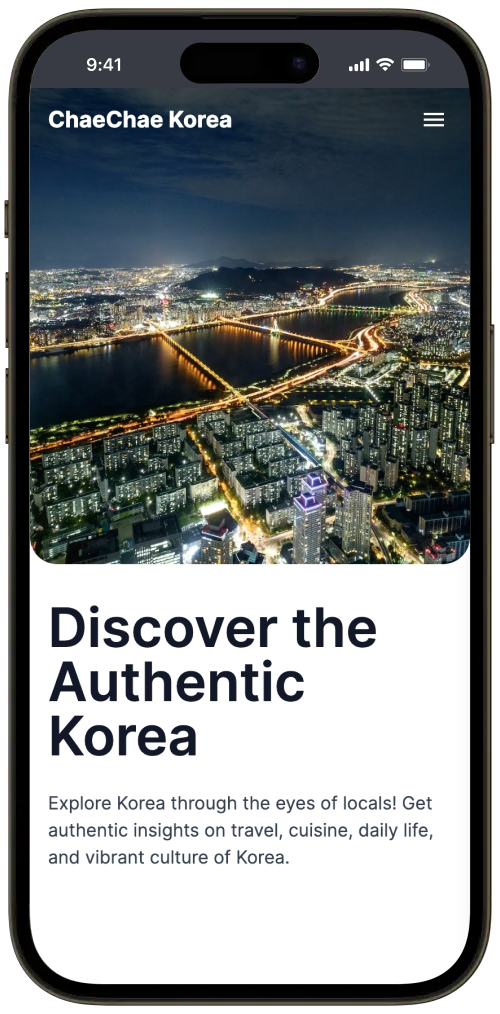 9:41
ChaeChae Korea
Discover the
Authentic
Korea
Explore Korea through the eyes of locals! Get
authentic insights on travel, cuisine, daily life,
and vibrant culture of Korea.